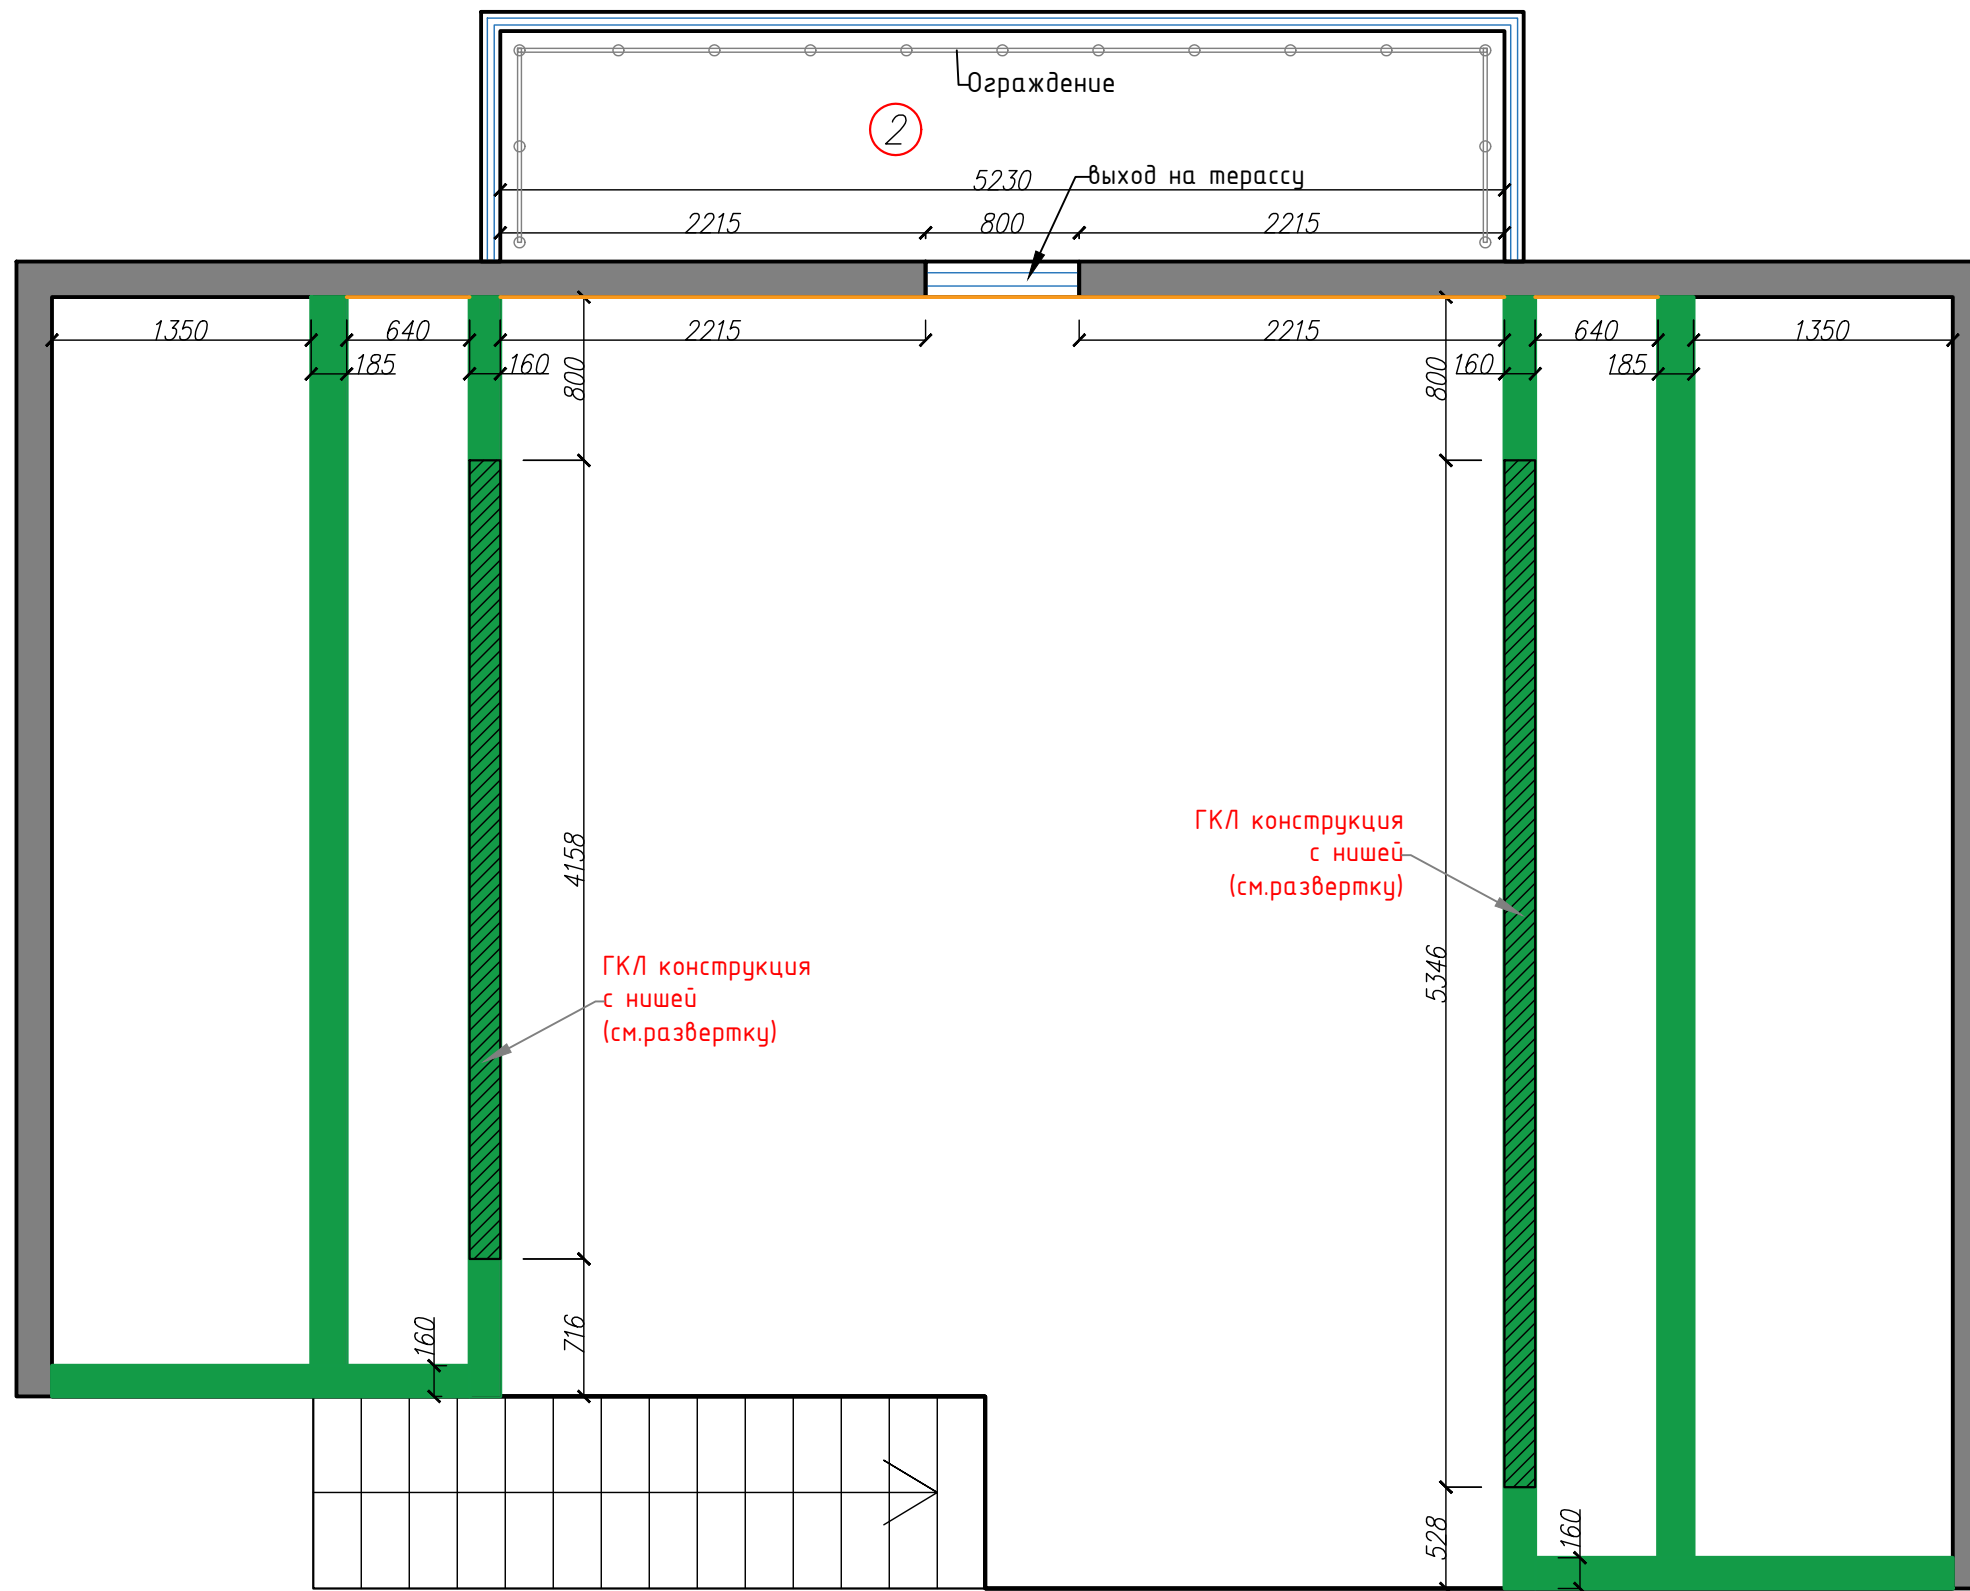 Ограждение
2
выход на терассу
5230
2215
800
2215
1350
640
2215
2215
640
1350
185
160
800
800
160
185
ГКЛ конструкция
с нишей
(см.развертку)
4158
5346
ГКЛ конструкция
с нишей
(см.развертку)
160
716
528
160